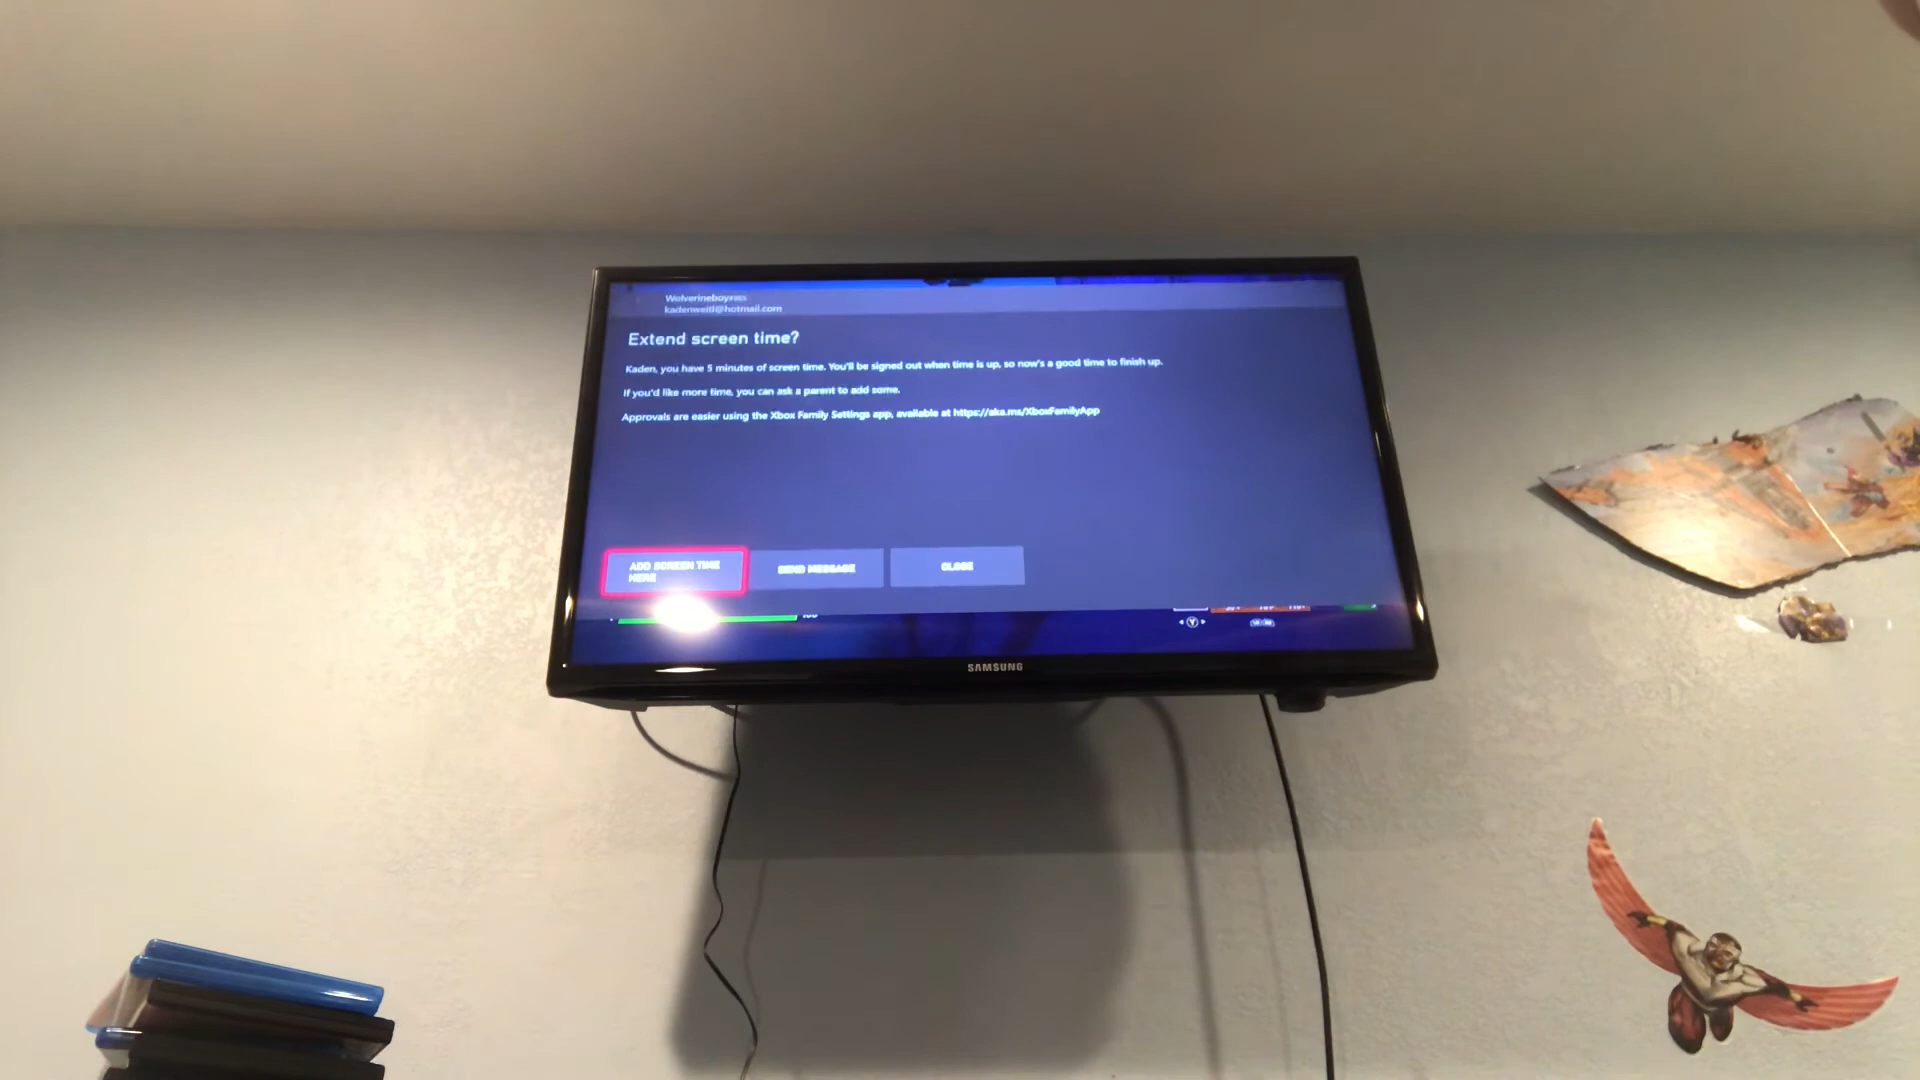 Wolverineboy#985
kadenweitl@hotmail.com
Extend screen time?
Kaden, you have 5 minutes of screen time. You'll be signed out when time is up, so now's a good time to finish up.
If you'd like more time, you can ask a parent to add some.
Approvals are easier using the Xbox Family Settings app, available at https://aka.ms/XboxFamilyApp
ADD SCREEN TIME
HERE
SEND MESSAGE
CLOSE
Y
SAMSUNG